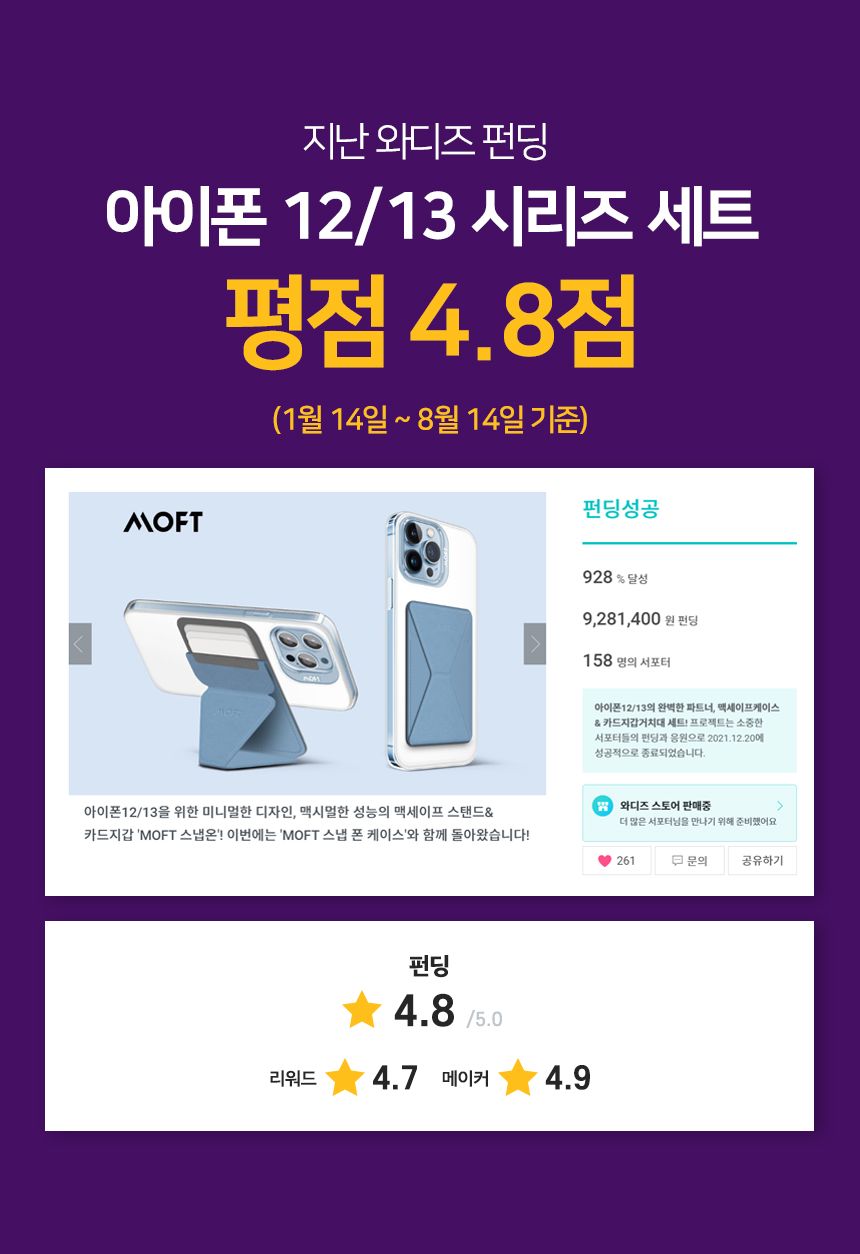 지난 와디즈 펀딩
아이폰 12/13 시리즈 세트
평점 4.8점
(1월 14일 ~ 8월 14일 기준)
MOFT
MOFT
MOFT
아이폰12/13을 위한 미니멀한 디자인, 맥시멀한 성능의 맥세이프 스탠드&
카드지갑 'MOFT 스냅온'! 이번에는 'MOFT 스냅 폰 케이스'와 함께 돌아왔습니다!
펀딩성공
928 % 달성
9,281,400 원 펀딩
158 명의 서포터
아이폰12/13의 완벽한 파트너, 맥세이프케이스
& 카드지갑거치대 세트! 프로젝트는 소중한
서포터들의 펀딩과 응원으로 2021.12.20에
성공적으로 종료되었습니다.
와디즈 스토어 판매중
더 많은 서포터님을 만나기 위해 준비했어요
261 문의 공유하기
펀딩
4.8 /5.0
리워드 4.7 메이커 4.9